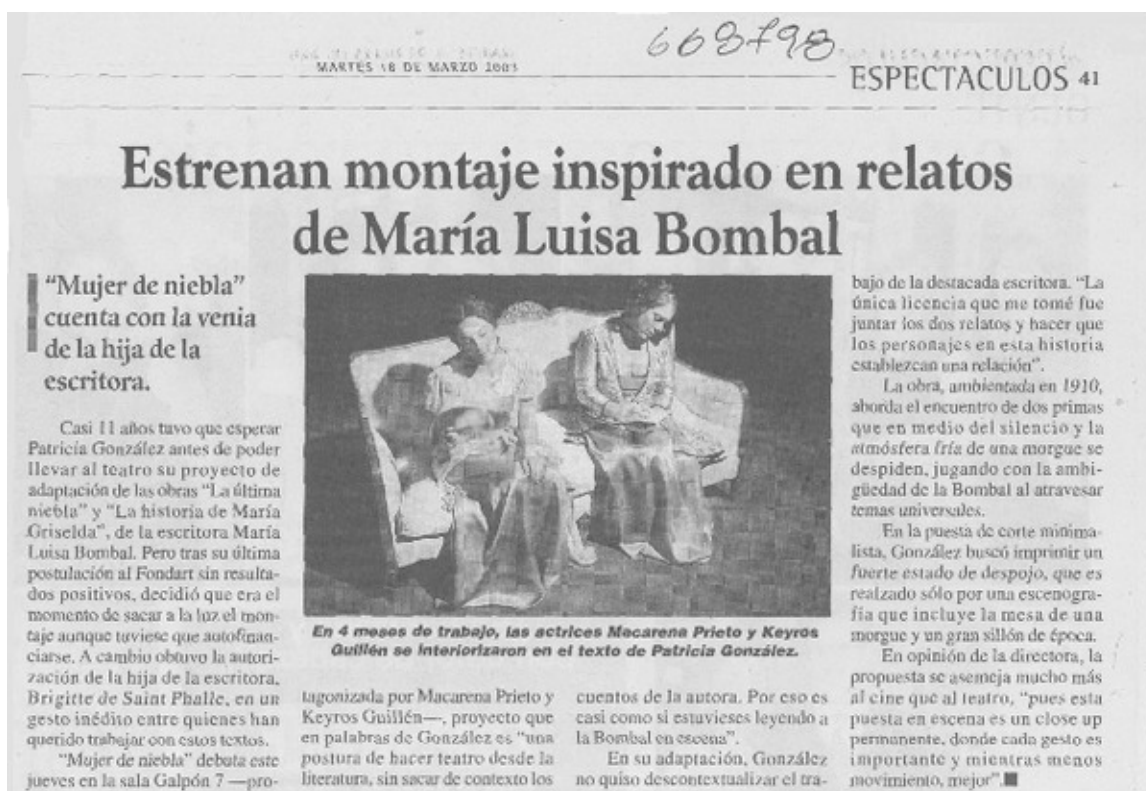 668798
MARTES 18 DE MARZO 2003
ESPECTACULOS 41
Estrenan montaje inspirado en relatos
de María Luisa Bombal
“Mujer de niebla”
cuenta con la venia
de la hija de la
escritora.
Casi 11 años tuvo que esperar
Patricia González antes de poder
llevar al teatro su proyecto de
adaptación de las obras “La última
niebla” y “La historia de María
Griselda”, de la escritora María
Luisa Bombal. Pero tras su última
postulación al Fondart sin resulta-
dos positivos, decidió que era el
momento de sacar a la luz el mon-
taje aunque tuviese que autofinan-
ciarse. A cambio obtuvo la autori-
zación de la hija de la escritora,
Brigitte de Saint Phalle, en un
gesto inédito entre quienes han
querido trabajar con estos textos.
“Mujer de niebla” debuta este
jueves en la sala Galpón 7 —pro-
En 4 meses de trabajo, las actrices Macarena Prieto y Keyros
Guillén se interiorizaron en el texto de Patricia González.
tagonizada por Macarena Prieto y
Keyros Guillén—, proyecto que
en palabras de González es “una
postura de hacer teatro desde la
literatura, sin sacar de contexto los
cuentos de la autora. Por eso es
casi como si estuvieses leyendo a
la Bombal en escena”.
En su adaptación, González
no quiso descontextualizar el tra-
bajo de la destacada escritora. “La
única licencia que me tomé fue
juntar los dos relatos y hacer que
los personajes en esta historia
establezcan una relación”.
La obra, ambientada en 1910,
aborda el encuentro de dos primas
que en medio del silencio y la
atmósfera fría de una morgue se
despiden, jugando con la ambi-
güedad de la Bombal al atravesar
temas universales.
En la puesta de corte minima-
lista, González buscó imprimir un
fuerte estado de despojo, que es
realzado sólo por una escenogra-
fía que incluye la mesa de una
morgue y un gran sillón de época.
En opinión de la directora, la
propuesta se asemeja mucho más
al cine que al teatro, “pues esta
puesta en escena es un close up
permanente, donde cada gesto es
importante y mientras menos
movimiento, mejor”.